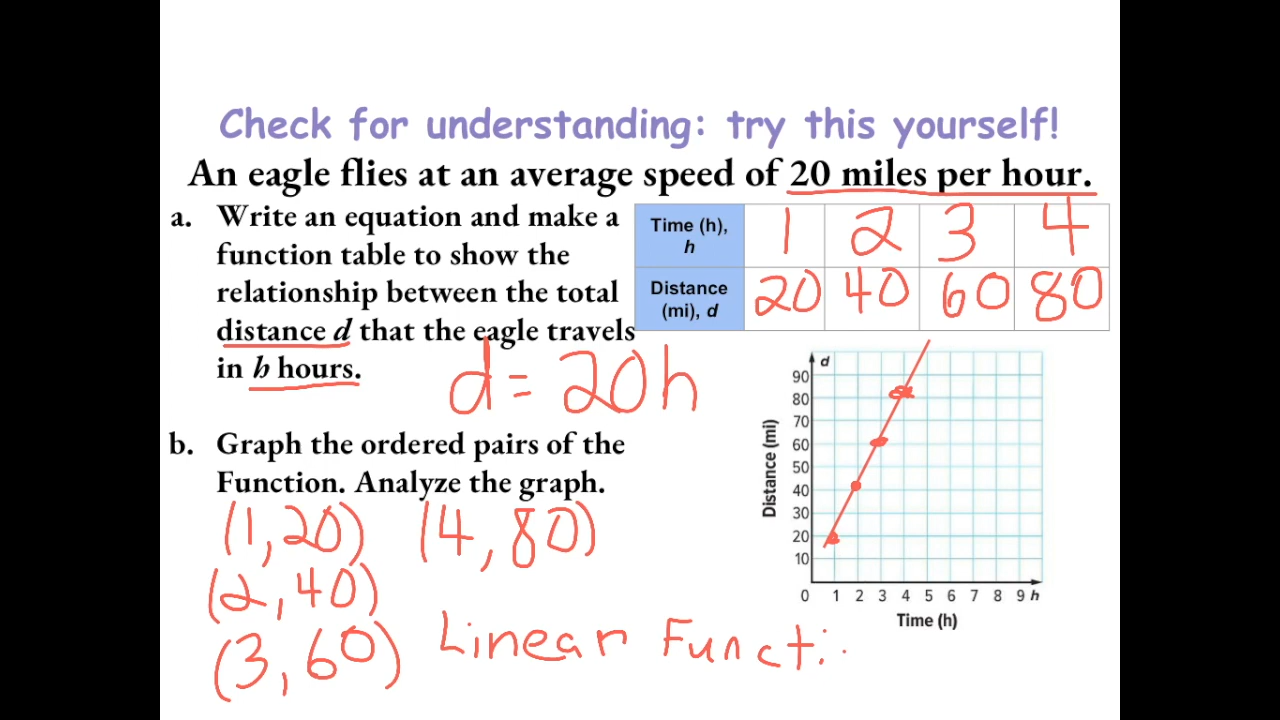 Check for understanding: try this yourself!
An eagle flies at an average speed of 20 miles per hour.
a. Write an equation and make a
function table to show the
relationship between the total
distance d that the eagle travels
in h hours.
d = 20h
Time (h), h 1 2 3 4
Distance (mi), d 20 40 60 80
b. Graph the ordered pairs of the
Function. Analyze the graph.
(1,20) (4,80)
(2,40)
(3,60) Linear Functi
d
Distance (mi)
90
80
70
60
50
40
30
20
10
0 1 2 3 4 5 6 7 8 9 h
Time (h)